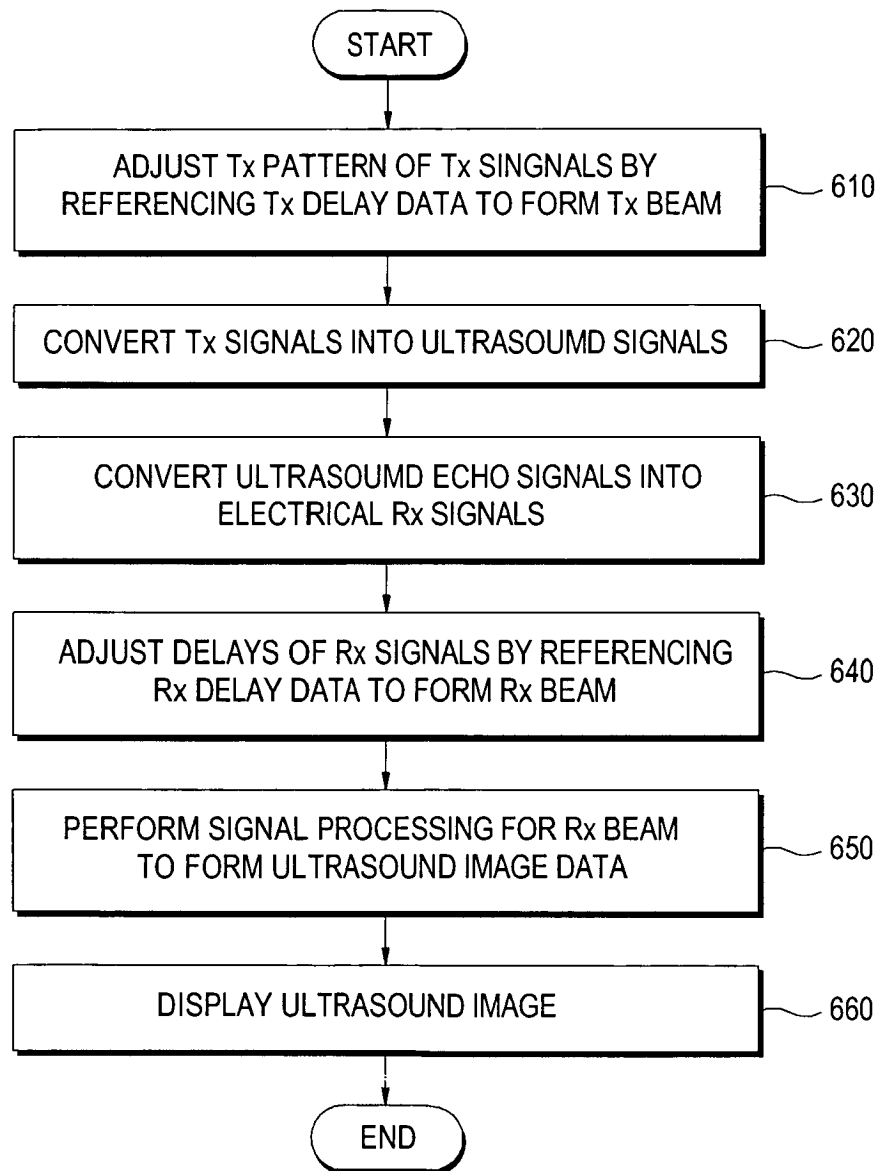 START
ADJUST Tx PATTERN OF Tx SINGNALS BY
REFERENCING Tx DELAY DATA TO FORM Tx BEAM
610
CONVERT Tx SIGNALS INTO ULTRASOUMD SIGNALS
620
CONVERT ULTRASOUMD ECHO SIGNALS INTO
ELECTRICAL Rx SIGNALS
630
ADJUST DELAYS OF Rx SIGNALS BY REFERENCING
Rx DELAY DATA TO FORM Rx BEAM
640
PERFORM SIGNAL PROCESSING FOR Rx BEAM
TO FORM ULTRASOUND IMAGE DATA
650
DISPLAY ULTRASOUND IMAGE
660
END